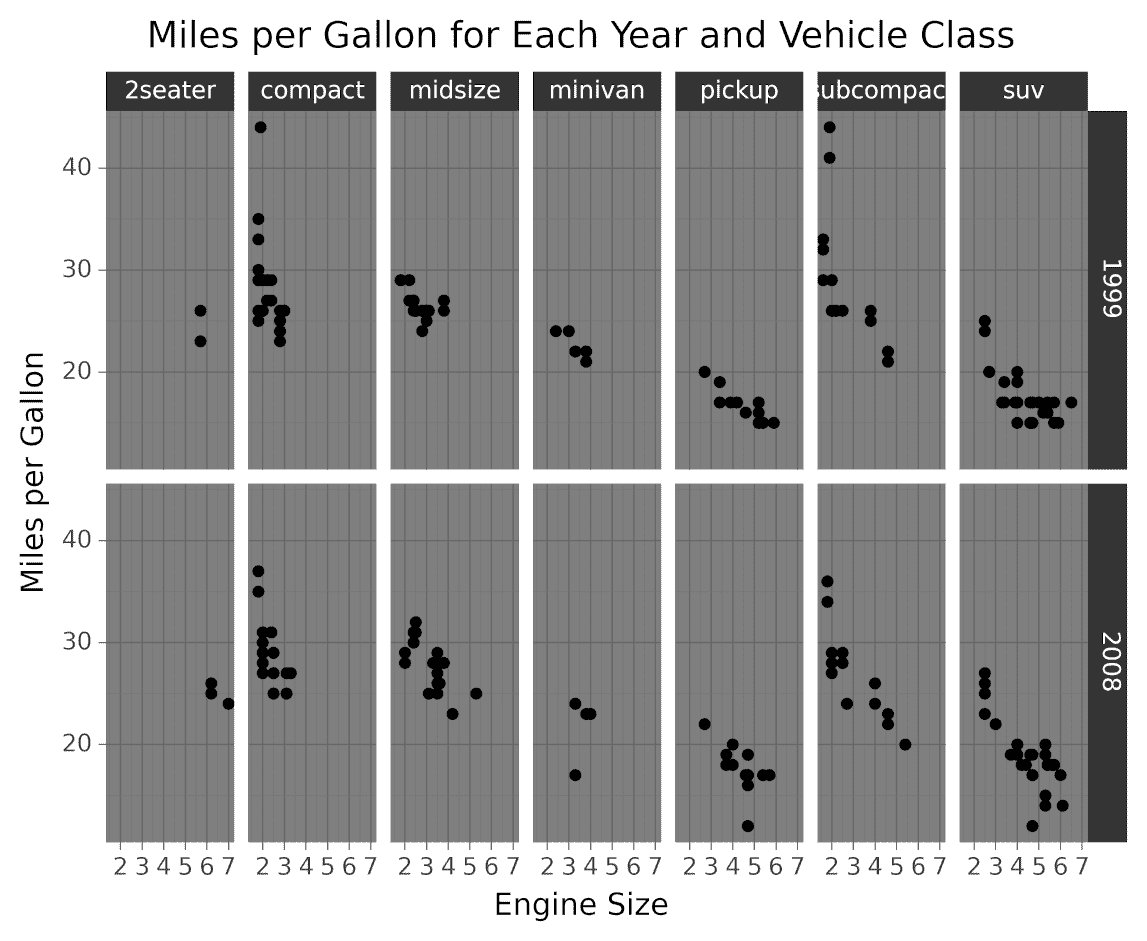 Miles per Gallon for Each Year and Vehicle Class
2seater compact midsize minivan pickup subcompac suv
40
30
20
1999
Miles per Gallon
40
30
20
2008
2 3 4 5 6 7 2 3 4 5 6 7 2 3 4 5 6 7 2 3 4 5 6 7 2 3 4 5 6 7 2 3 4 5 6 7 2 3 4 5 6 7
Engine Size